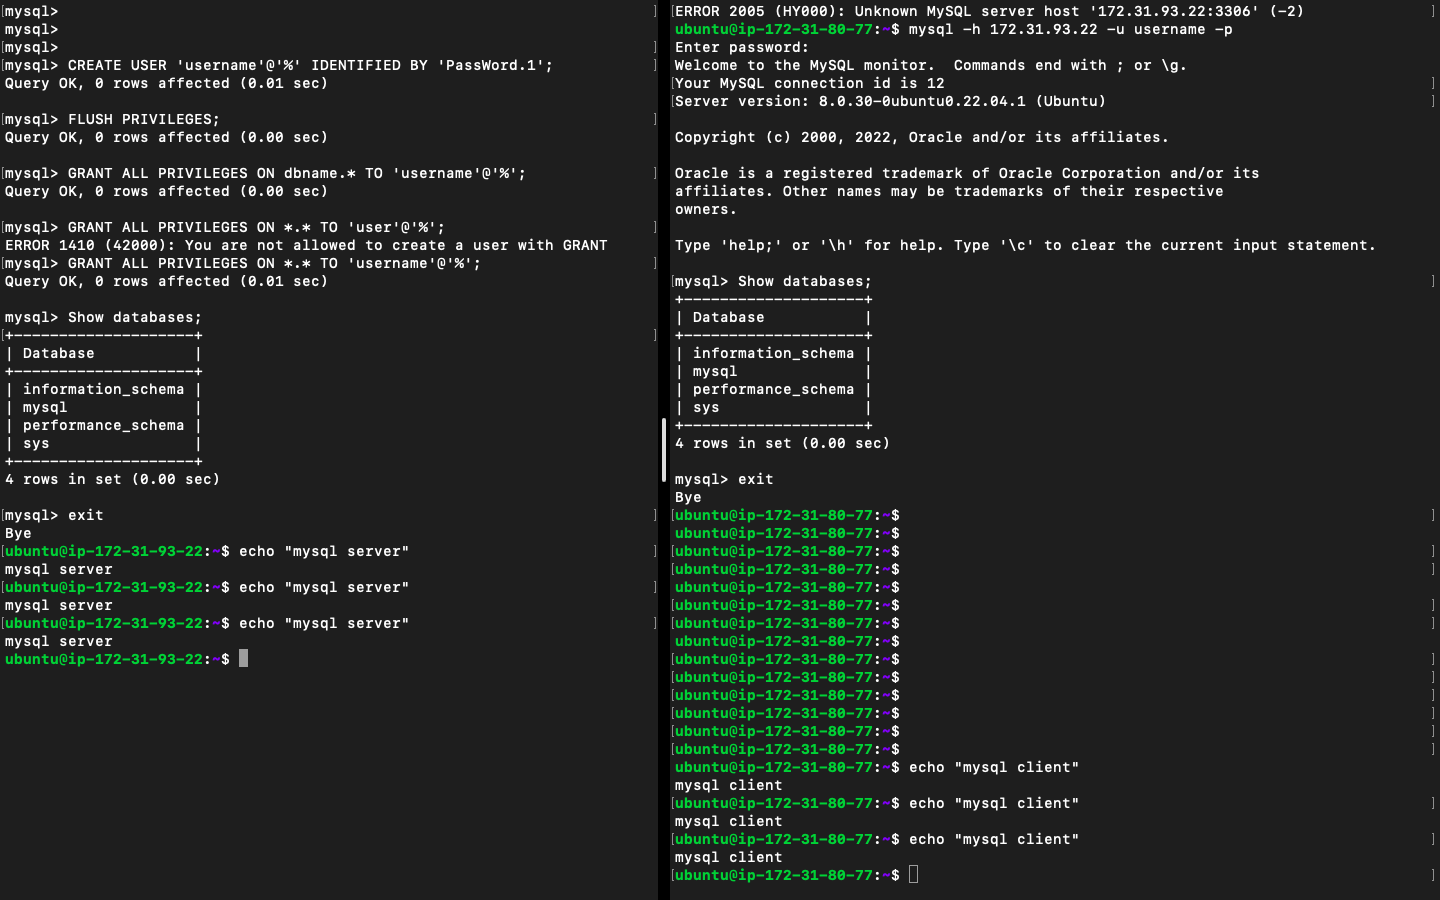 [mysql>
mysql>
[mysql>
[mysql> CREATE USER 'username'@'%' IDENTIFIED BY 'PassWord.1';
Query OK, 0 rows affected (0.01 sec)
[mysql> FLUSH PRIVILEGES;
Query OK, 0 rows affected (0.00 sec)
[mysql> GRANT ALL PRIVILEGES ON dbname.* TO 'username'@'%';
Query OK, 0 rows affected (0.00 sec)
[mysql> GRANT ALL PRIVILEGES ON *.* TO 'user'@'%';
ERROR 1410 (42000): You are not allowed to create a user with GRANT
[mysql> GRANT ALL PRIVILEGES ON *.* TO 'username'@'%';
Query OK, 0 rows affected (0.01 sec)
mysql> Show databases;
[+--------------------+
| Database           |
+--------------------+
| information_schema |
| mysql              |
| performance_schema |
| sys                |
+--------------------+
4 rows in set (0.00 sec)
[mysql> exit
Bye
[ubuntu@ip-172-31-93-22:~$ echo "mysql server"
mysql server
[ubuntu@ip-172-31-93-22:~$ echo "mysql server"
mysql server
[ubuntu@ip-172-31-93-22:~$ echo "mysql server"
mysql server
ubuntu@ip-172-31-93-22:~$
[ERROR 2005 (HY000): Unknown MySQL server host '172.31.93.22:3306' (-2)
ubuntu@ip-172-31-80-77:~$ mysql -h 172.31.93.22 -u username -p
Enter password:
Welcome to the MySQL monitor.  Commands end with ; or \g.
[Your MySQL connection id is 12
[Server version: 8.0.30-0ubuntu0.22.04.1 (Ubuntu)
Copyright (c) 2000, 2022, Oracle and/or its affiliates.
Oracle is a registered trademark of Oracle Corporation and/or its
affiliates. Other names may be trademarks of their respective
owners.
Type 'help;' or '\h' for help. Type '\c' to clear the current input statement.
[mysql> Show databases;
+--------------------+
| Database           |
+--------------------+
| information_schema |
| mysql              |
| performance_schema |
| sys                |
+--------------------+
4 rows in set (0.00 sec)
mysql> exit
Bye
[ubuntu@ip-172-31-80-77:~$
ubuntu@ip-172-31-80-77:~$
[ubuntu@ip-172-31-80-77:~$
[ubuntu@ip-172-31-80-77:~$
ubuntu@ip-172-31-80-77:~$
[ubuntu@ip-172-31-80-77:~$
[ubuntu@ip-172-31-80-77:~$
ubuntu@ip-172-31-80-77:~$
[ubuntu@ip-172-31-80-77:~$
[ubuntu@ip-172-31-80-77:~$
[ubuntu@ip-172-31-80-77:~$
[ubuntu@ip-172-31-80-77:~$
[ubuntu@ip-172-31-80-77:~$
[ubuntu@ip-172-31-80-77:~$
ubuntu@ip-172-31-80-77:~$ echo "mysql client"
mysql client
[ubuntu@ip-172-31-80-77:~$ echo "mysql client"
mysql client
[ubuntu@ip-172-31-80-77:~$ echo "mysql client"
mysql client
[ubuntu@ip-172-31-80-77:~$